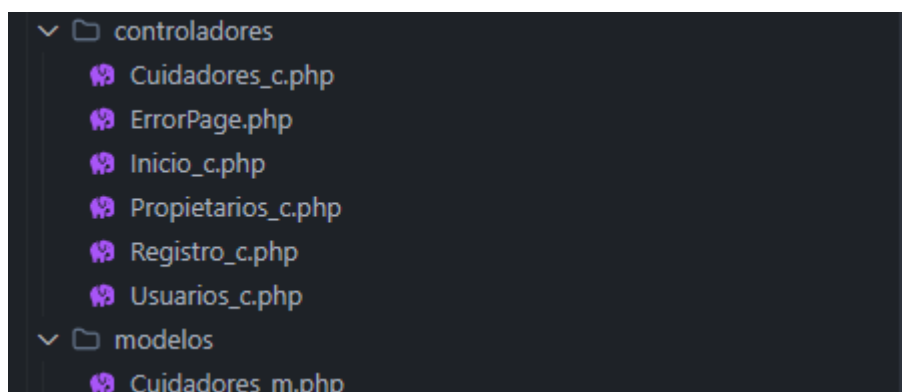 controladores
Cuidadores_c.php
ErrorPage.php
Inicio_c.php
Propietarios_c.php
Registro_c.php
Usuarios_c.php
modelos
Cuidadores_m.php